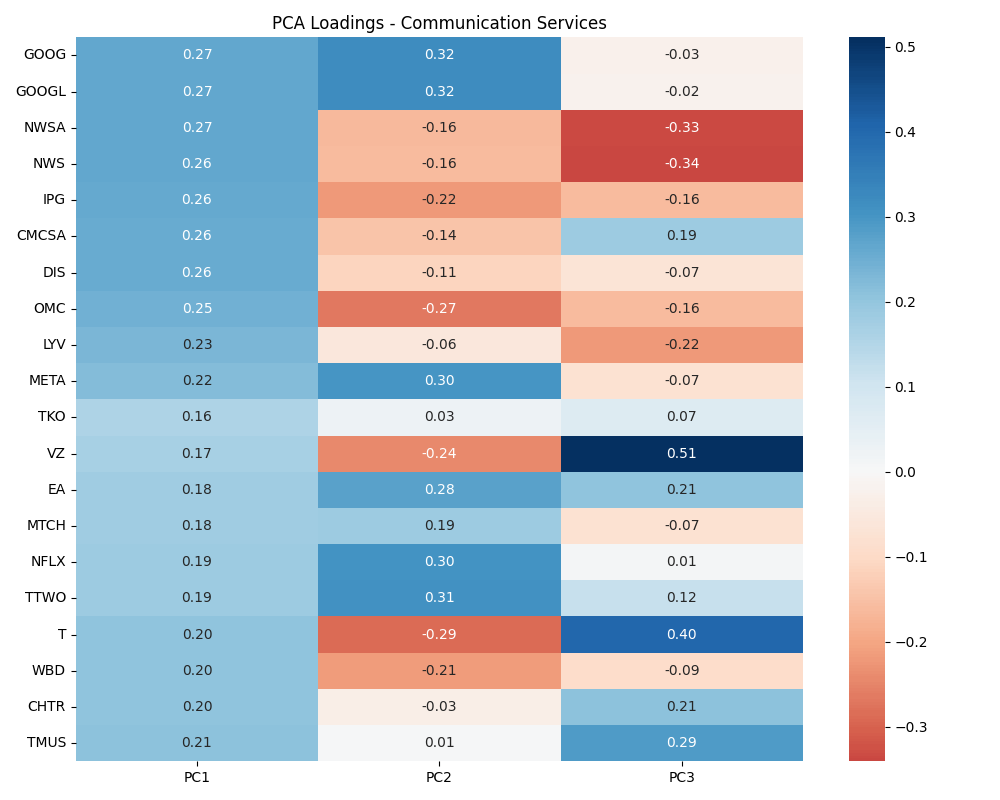 PCA Loadings - Communication Services
GOOG 0.27 0.32 -0.03
GOOGL 0.27 0.32 -0.02
NWSA 0.27 -0.16 -0.33
NWS 0.26 -0.16 -0.34
IPG 0.26 -0.22 -0.16
CMCSA 0.26 -0.14 0.19
DIS 0.26 -0.11 -0.07
OMC 0.25 -0.27 -0.16
LYV 0.23 -0.06 -0.22
META 0.22 0.30 -0.07
TKO 0.16 0.03 0.07
VZ 0.17 -0.24 0.51
EA 0.18 0.28 0.21
MTCH 0.18 0.19 -0.07
NFLX 0.19 0.30 0.01
TTWO 0.19 0.31 0.12
T 0.20 -0.29 0.40
WBD 0.20 -0.21 -0.09
CHTR 0.20 -0.03 0.21
TMUS 0.21 0.01 0.29
PC1 PC2 PC3
0.5
0.4
0.3
0.2
0.1
0.0
−0.1
−0.2
−0.3